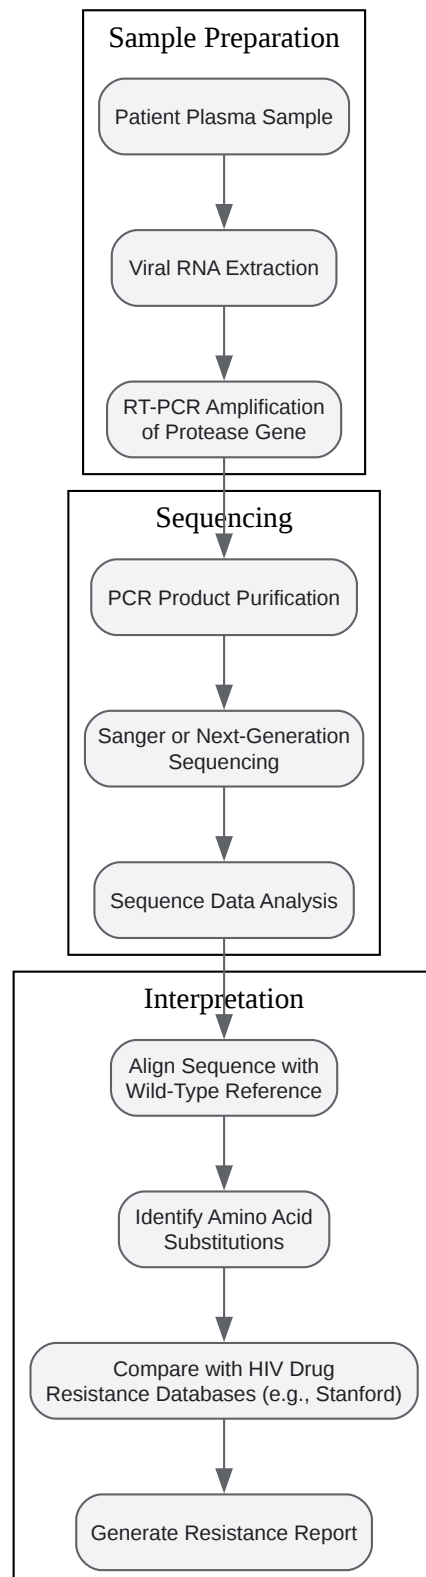 Sample Preparation
Patient Plasma Sample
Viral RNA Extraction
RT-PCR Amplification
of Protease Gene
Sequencing
PCR Product Purification
Sanger or Next-Generation
Sequencing
Sequence Data Analysis
Interpretation
Align Sequence with
Wild-Type Reference
Identify Amino Acid
Substitutions
Compare with HIV Drug
Resistance Databases (e.g., Stanford)
Generate Resistance Report